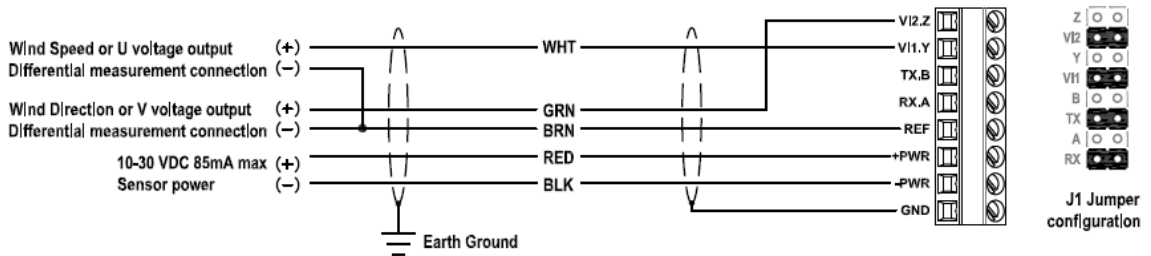 Wind Speed or U voltage output (+)
Differential measurement connection (−)
Wind Direction or V voltage output (+)
Differential measurement connection (−)
10-30 VDC 85mA max (+)
Sensor power (−)
WHT
GRN
BRN
RED
BLK
Earth Ground
VI2.Z
VI1.Y
TX.B
RX.A
REF
+PWR
-PWR
GND
Z
VI2
Y
VI1
B
TX
A
RX
J1 Jumper
configuration